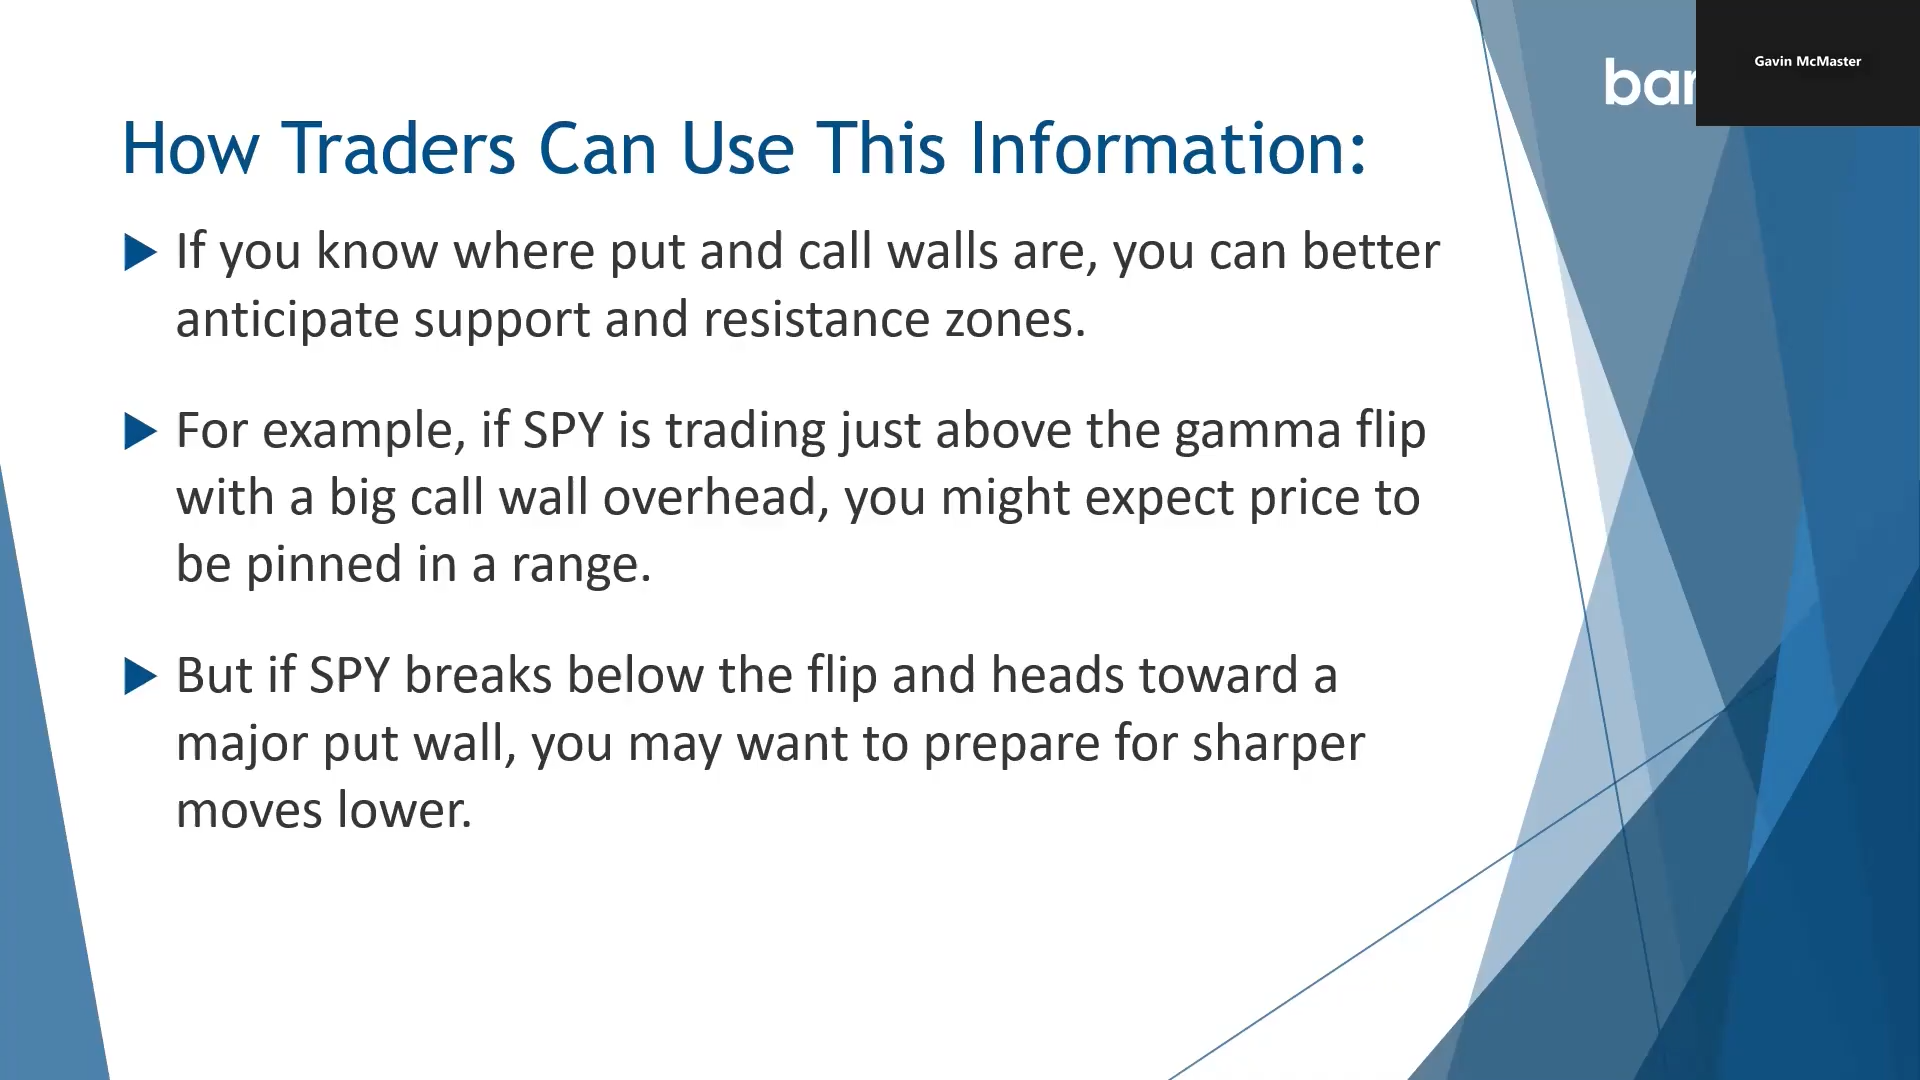 bar
Gavin McMaster
How Traders Can Use This Information:
If you know where put and call walls are, you can better
anticipate support and resistance zones.
For example, if SPY is trading just above the gamma flip
with a big call wall overhead, you might expect price to
be pinned in a range.
But if SPY breaks below the flip and heads toward a
major put wall, you may want to prepare for sharper
moves lower.